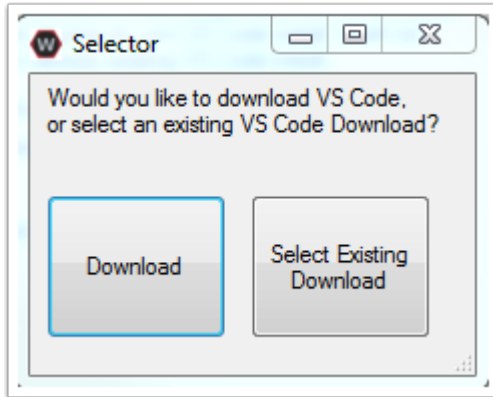 W Selector
Would you like to download VS Code,
or select an existing VS Code Download?
Download
Select Existing
Download